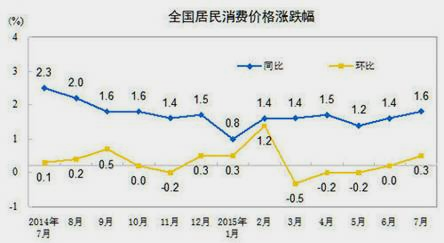 全国居民消费价格涨跌幅
(%)
4
3
2
1
0
-1
同比
环比
2.3
2.0
1.6
1.6
1.4
1.5
0.8
1.4
1.4
1.5
1.2
1.4
1.6
0.1
0.2
0.5
0.0
-0.2
0.3
0.3
1.2
-0.5
-0.2
-0.2
0.0
0.3
2014年
7月
8月
9月
10月
11月
12月
2015年
1月
2月
3月
4月
5月
6月
7月